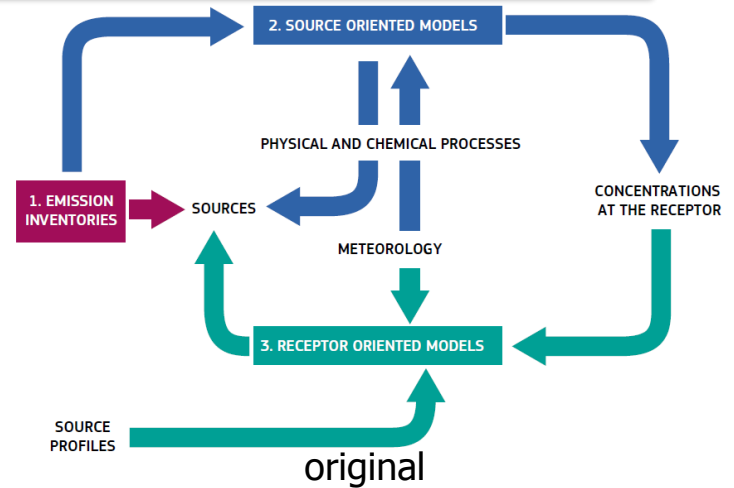 2. SOURCE ORIENTED MODELS
PHYSICAL AND CHEMICAL PROCESSES
1. EMISSION
INVENTORIES
SOURCES
CONCENTRATIONS
AT THE RECEPTOR
METEOROLOGY
3. RECEPTOR ORIENTED MODELS
SOURCE
PROFILES
original